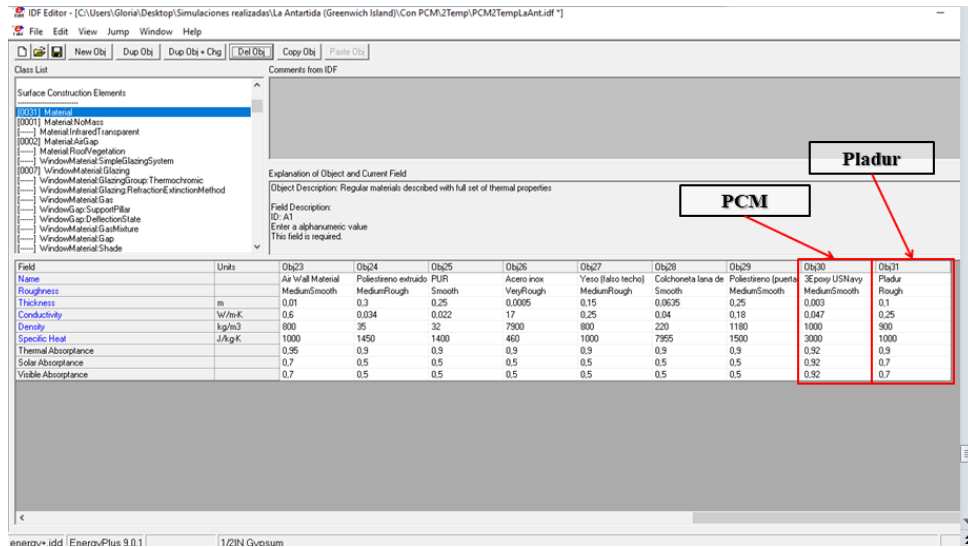 IDF Editor - [C:\Users\Gloria\Desktop\Simulaciones realizadas\La Antartida (Greenwich Island)\Con PCM\2Temp\PCM2TempLaAnt.idf *]
File Edit View Jump Window Help
New Obj Dup Obj Dup Obj + Chg Del Obj Copy Obj Paste Obj
Class List Comments from IDF
Surface Construction Elements
-------------------------
[0031] Material
[0001] Material:NoMass
[------] Material:InfraredTransparent
[0002] Material:AirGap
[------] Material:RoofVegetation
[------] WindowMaterial:SimpleGlazingSystem
[0007] WindowMaterial:Glazing
[------] WindowMaterial:GlazingGroup:Thermochromic
[------] WindowMaterial:Glazing:RefractionExtinctionMethod
[------] WindowMaterial:Gas
[------] WindowGap:SupportPillar
[------] WindowGap:DeflectionState
[------] WindowMaterial:GasMixture
[------] WindowMaterial:Gap
[------] WindowMaterial:Shade
Explanation of Object and Current Field
Object Description: Regular materials described with full set of thermal properties
Field Description:
ID: A1
Enter a alphanumeric value
This field is required.
Pladur
PCM
Field Units Obj23 Obj24 Obj25 Obj26 Obj27 Obj28 Obj29 Obj30 Obj31
Name Air Wall Material Poliestireno extruido PUR Acero inox Yeso (falso techo) Colchoneta lana de Poliestireno (puerta 3Epoxy USNavy Pladur
Roughness MediumSmooth MediumRough Smooth VeryRough MediumRough Smooth MediumSmooth MediumSmooth Rough
Thickness m 0,01 0,3 0,25 0,0005 0,15 0,0635 0,25 0,003 0,1
Conductivity W/m-K 0,6 0,034 0,022 17 0,25 0,04 0,18 0,047 0,25
Density kg/m3 800 35 32 7900 800 220 1180 1000 900
Specific Heat J/kg-K 1000 1450 1400 460 1000 7955 1500 3000 1000
Thermal Absorptance 0,95 0,9 0,9 0,9 0,9 0,9 0,9 0,92 0,9
Solar Absorptance 0,7 0,5 0,5 0,5 0,5 0,5 0,5 0,92 0,7
Visible Absorptance 0,7 0,5 0,5 0,5 0,5 0,5 0,5 0,92 0,7
energy+.idd EnergyPlus 9.0.1 1/2IN Gypsum